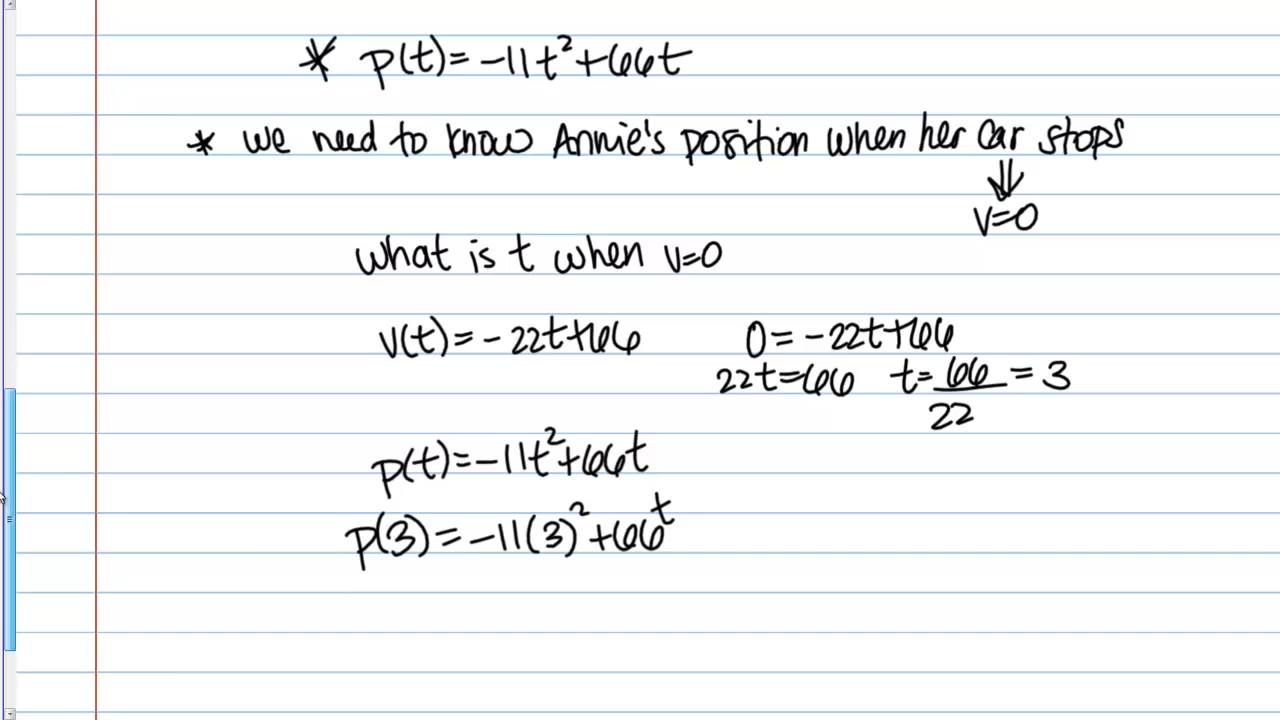 * p(t)=-11t²+66t
* we need to know Annie's position when her car stops
⇓
v=0
what is t when v=0
v(t)=-22t+66 0=-22t+66
22t=66 t=66/22=3
p(t)=-11t²+66t
p(3)=-11(3)²+66ᵗ